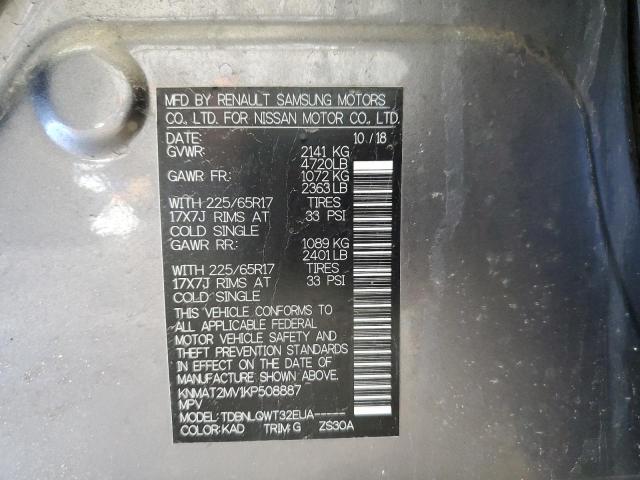 MFD BY RENAULT SAMSUNG MOTORS
CO., LTD. FOR NISSAN MOTOR CO., LTD.
DATE: 10 / 18
GVWR: 2141 KG
4720LB
GAWR FR: 1072 KG
2363 LB
WITH 225/65R17 TIRES
17X7J RIMS AT 33 PSI
COLD SINGLE
GAWR RR: 1089 KG
2401 LB
WITH 225/65R17 TIRES
17X7J RIMS AT 33 PSI
COLD SINGLE
THIS VEHICLE CONFORMS TO
ALL APPLICABLE FEDERAL
MOTOR VEHICLE SAFETY AND
THEFT PREVENTION STANDARDS
IN EFFECT ON THE DATE OF
MANUFACTURE SHOWN ABOVE.
KNMAT2MV1KP508887
MPV
MODEL: TDBNLQWT32EUA-----
COLOR: KAD TRIM: G ZS30A